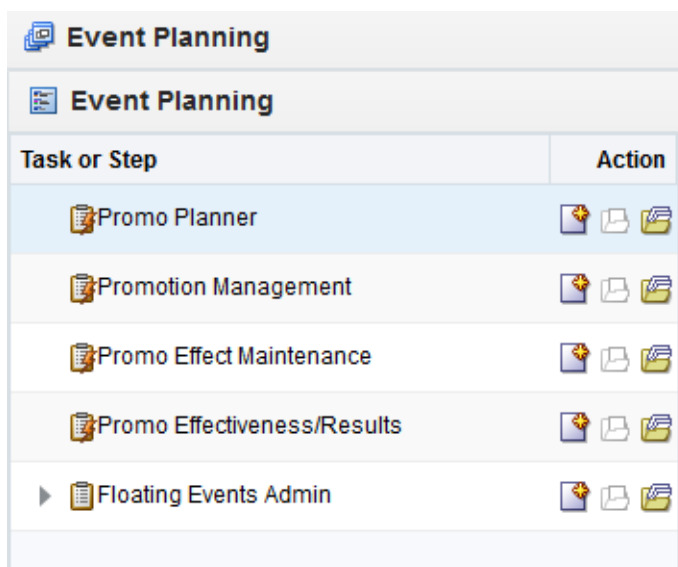 Event Planning
Event Planning
Task or Step Action
Promo Planner
Promotion Management
Promo Effect Maintenance
Promo Effectiveness/Results
Floating Events Admin